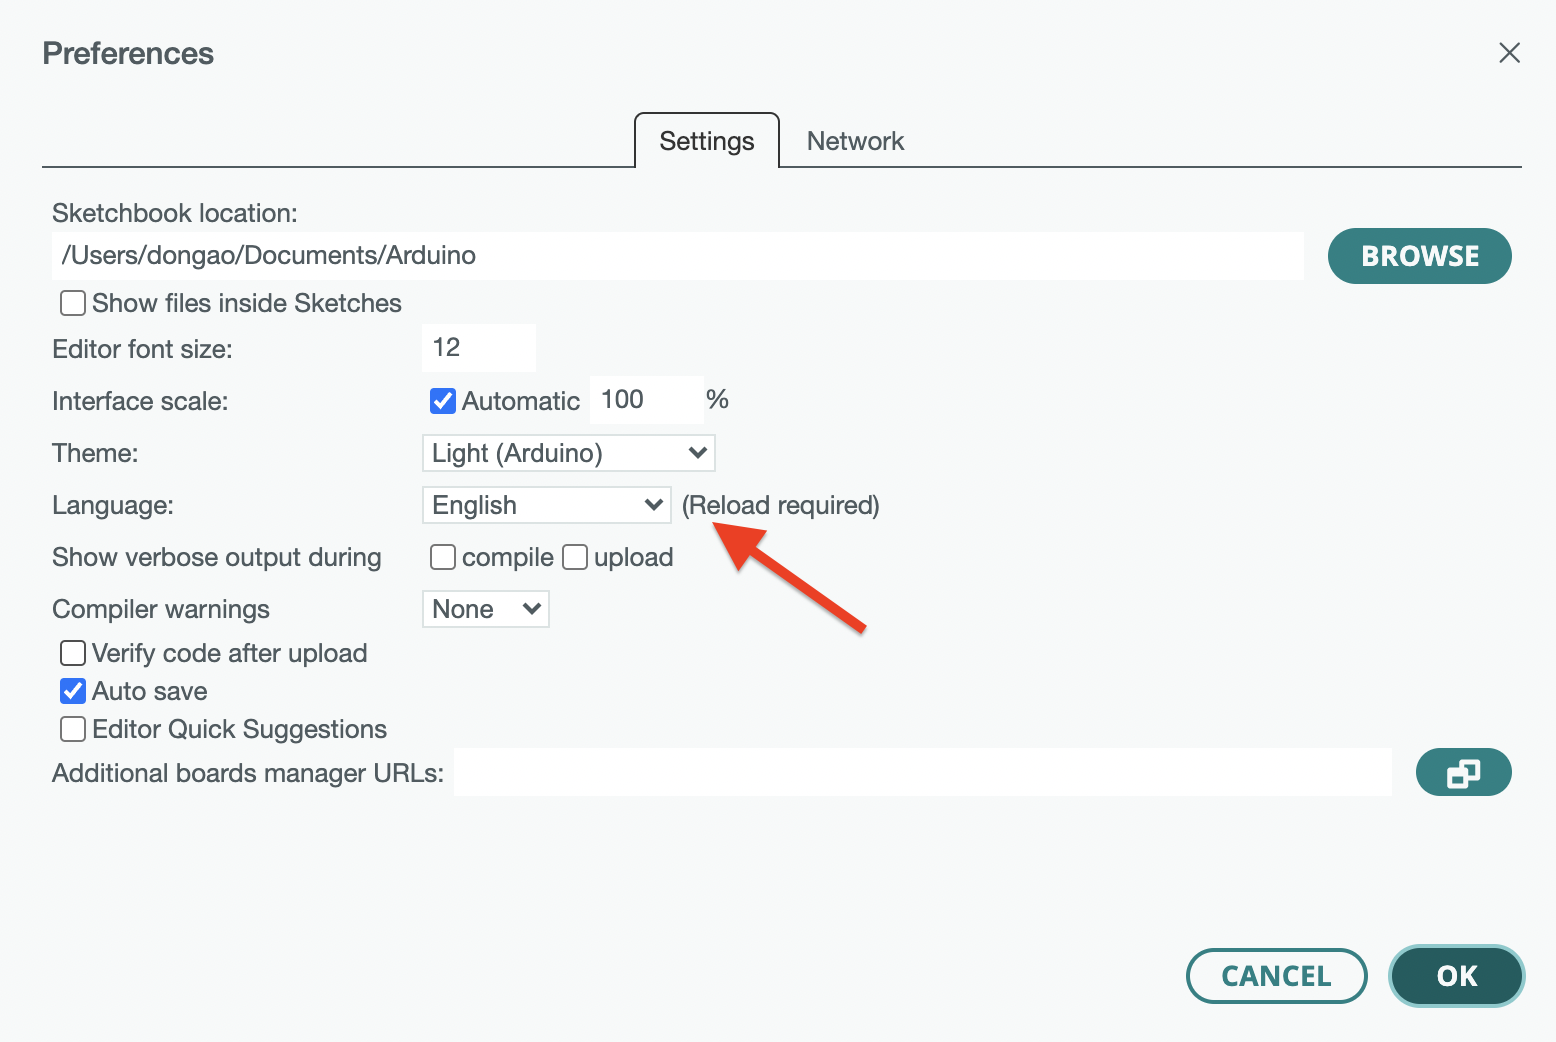 Preferences
Settings Network
Sketchbook location:
/Users/dongao/Documents/Arduino BROWSE
Show files inside Sketches
Editor font size: 12
Interface scale: Automatic 100 %
Theme: Light (Arduino)
Language: English (Reload required)
Show verbose output during compile upload
Compiler warnings None
Verify code after upload
Auto save
Editor Quick Suggestions
Additional boards manager URLs:
CANCEL OK